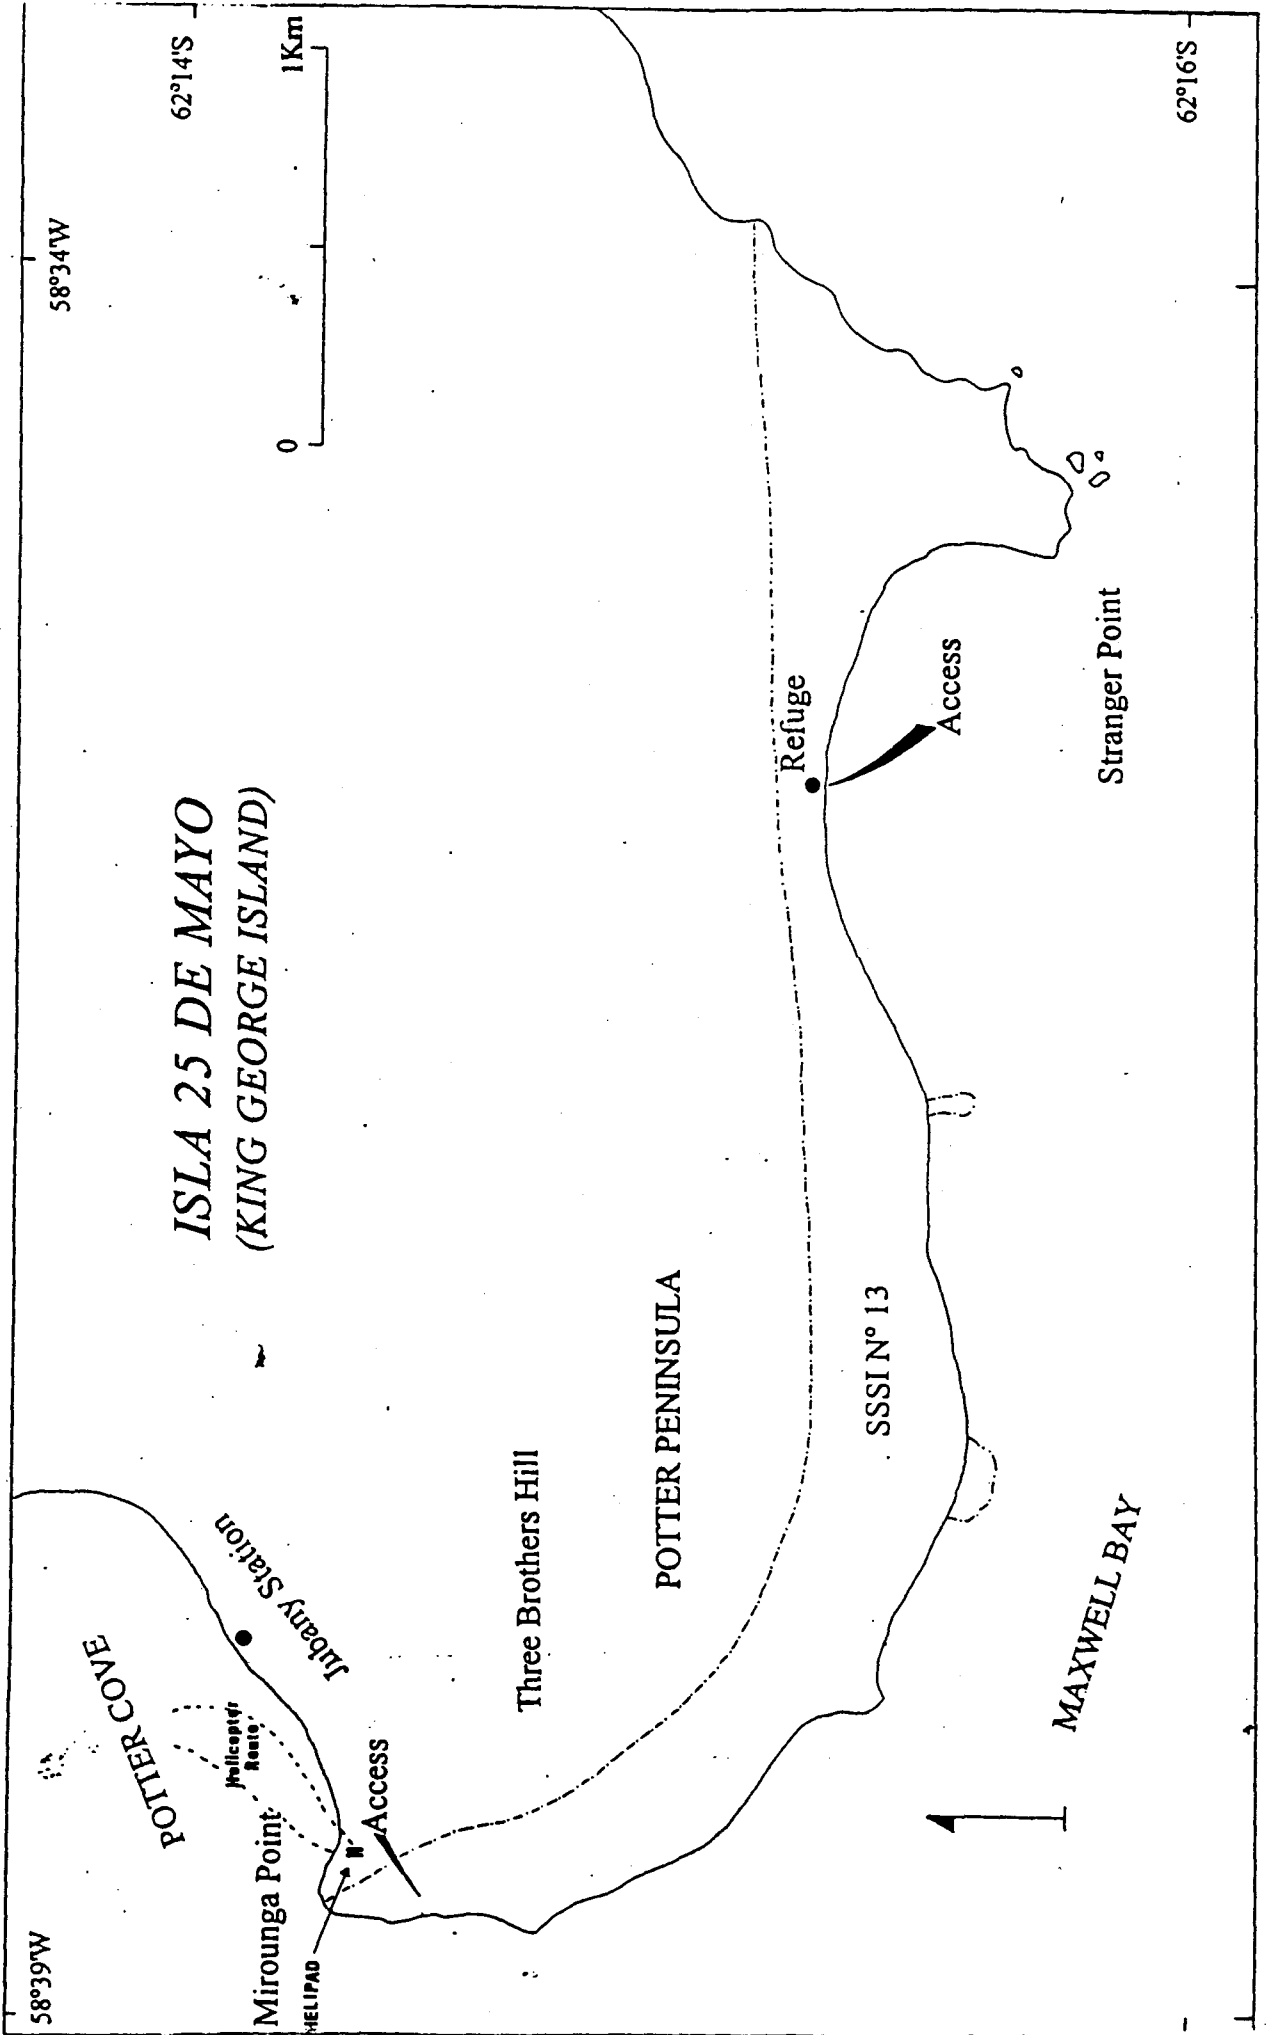 58°39'W
58°34'W
62°14'S
ISLA 25 DE MAYO
(KING GEORGE ISLAND)
0
1Km
POTTER COVE
Jubany Station
Helicopter
Route
Mirounga Point
HELIPAD
H
Access
Three Brothers Hill
POTTER PENINSULA
Refuge
SSSI N° 13
Access
Stranger Point
MAXWELL BAY
62°16'S